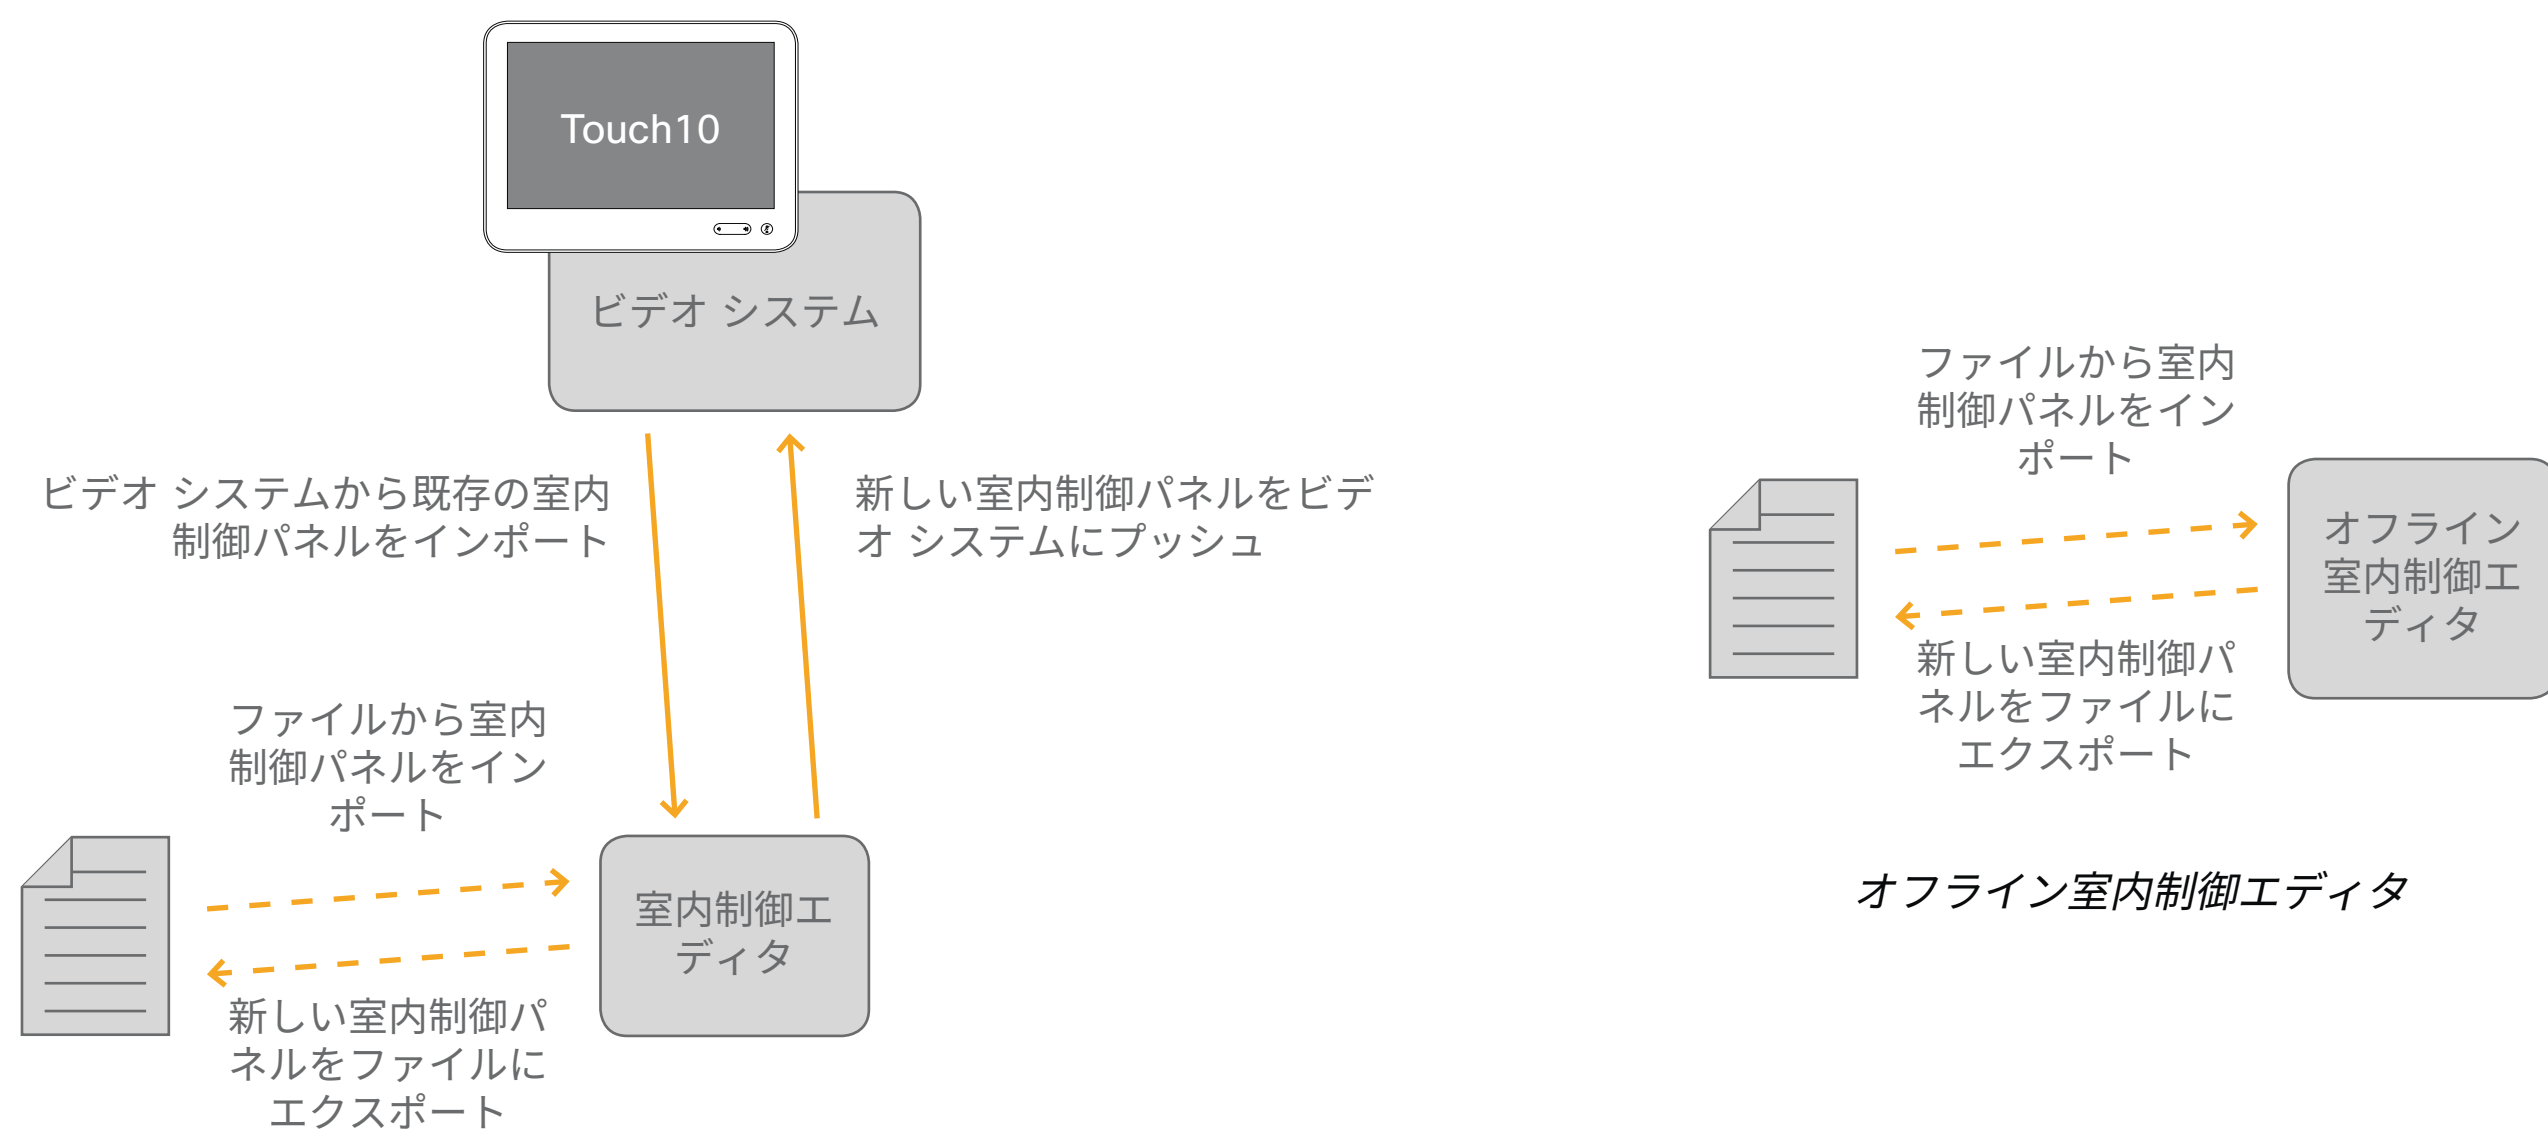 Touch10
ビデオ システム
ビデオ システムから既存の室内
制御パネルをインポート
新しい室内制御パネルをビデ
オ システムにプッシュ
ファイルから室内
制御パネルをイン
ポート
室内制御エ
ディタ
新しい室内制御パ
ネルをファイルに
エクスポート
ファイルから室内
制御パネルをイン
ポート
オフライン
室内制御エ
ディタ
新しい室内制御パ
ネルをファイルに
エクスポート
オフライン室内制御エディタ